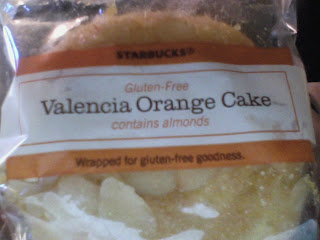 STARBUCKS®
Gluten-Free
Valencia Orange Cake
contains almonds
Wrapped for gluten-free goodness.